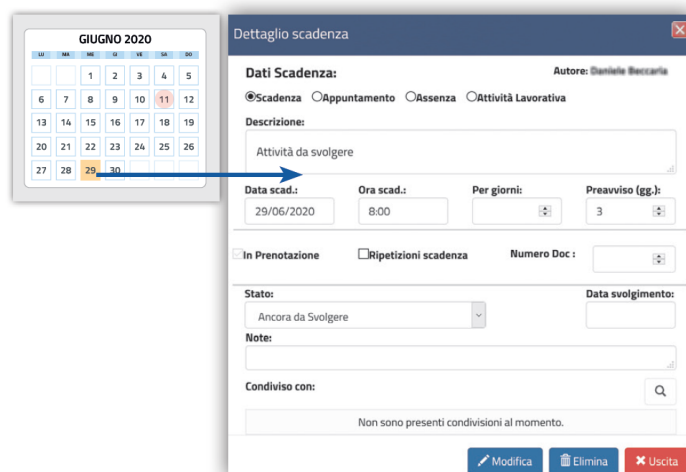 GIUGNO 2020
LU MA ME GI VE SA DO
1 2 3 4 5
6 7 8 9 10 11 12
13 14 15 16 17 18 19
20 21 22 23 24 25 26
27 28 29 30
Dettaglio scadenza
Dati Scadenza: Autore: Daniele Beccaria
Scadenza Appuntamento Assenza Attività Lavorativa
Descrizione:
Attività da svolgere
Data scad.: Ora scad.: Per giorni: Preavviso (gg.):
29/06/2020 8:00 3
In Prenotazione Ripetizioni scadenza Numero Doc :
Stato: Data svolgimento:
Ancora da Svolgere
Note:
Condiviso con:
Non sono presenti condivisioni al momento.
Modifica Elimina Uscita